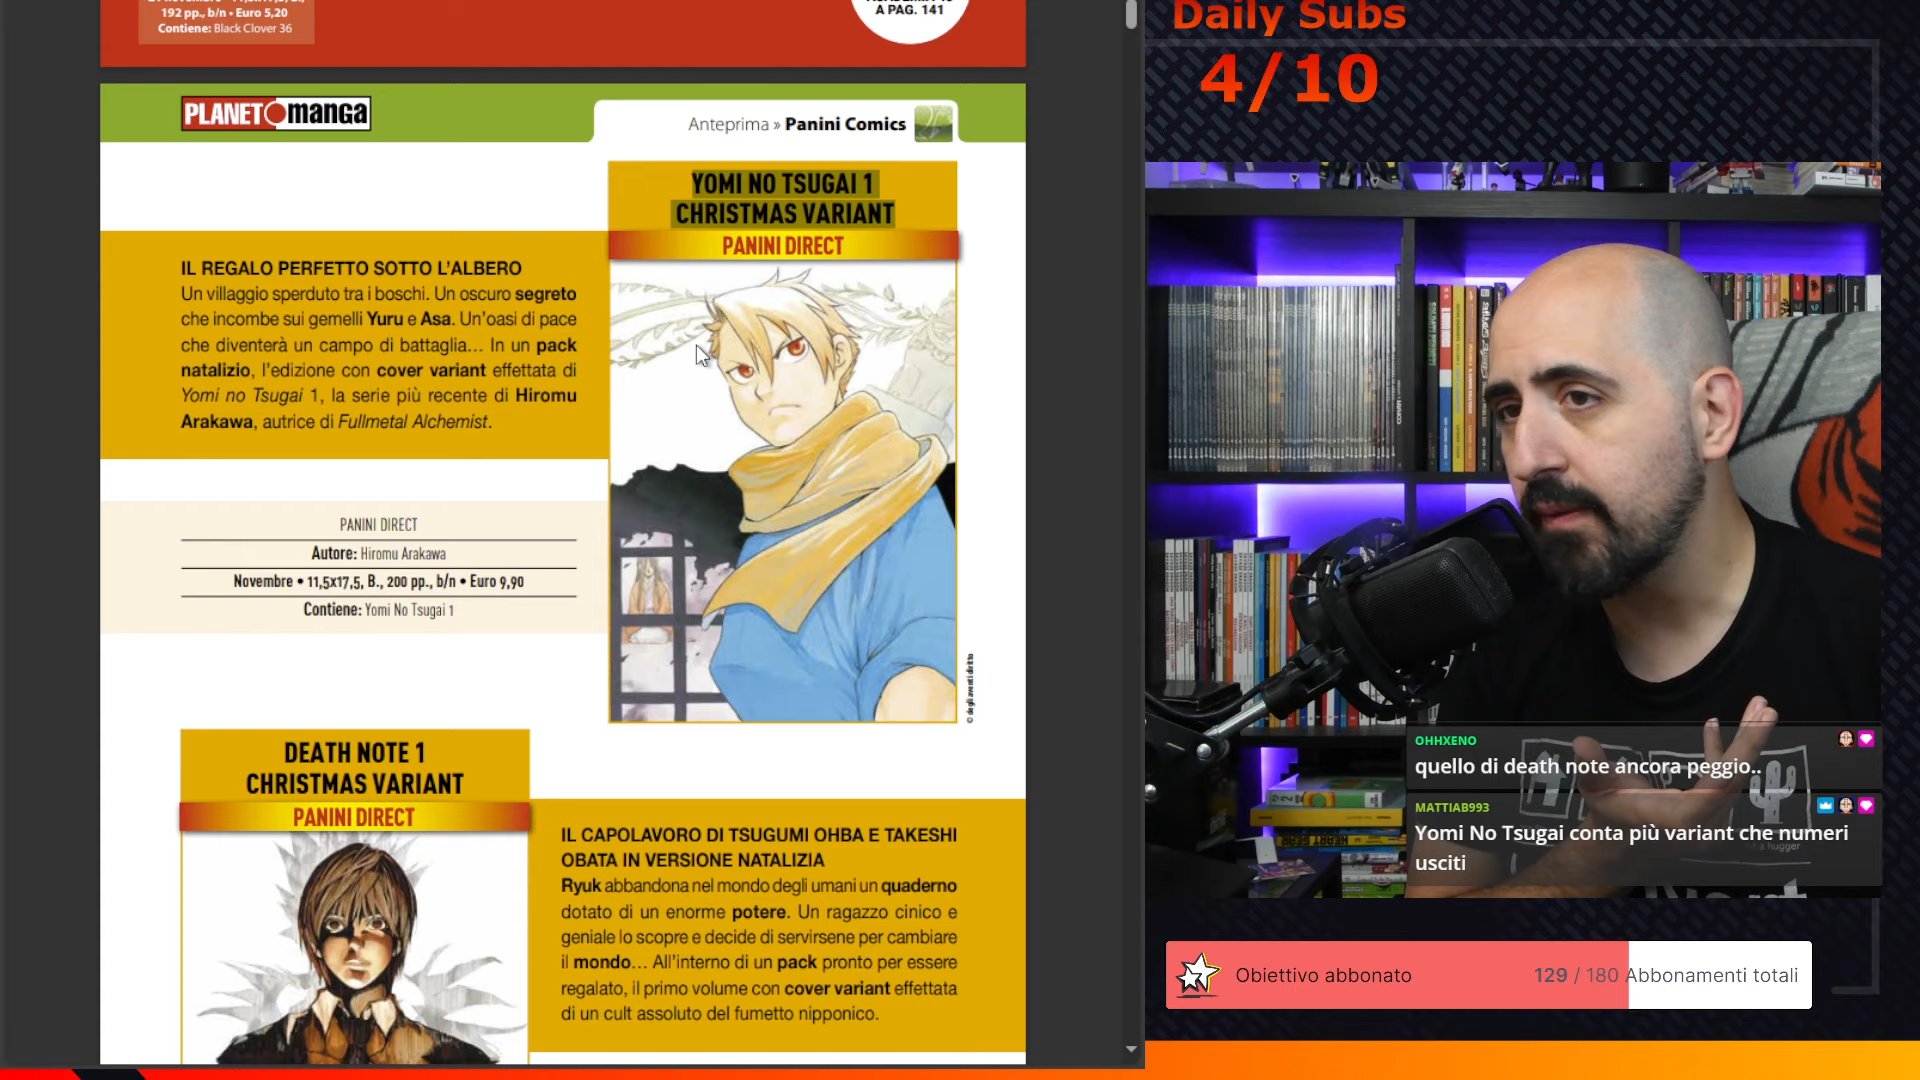 192 pp., b/n • Euro 5,20
Contiene: Black Clover 36
A PAG. 141
PLANET manga
Anteprima » Panini Comics
YOMI NO TSUGAI 1
CHRISTMAS VARIANT
PANINI DIRECT
IL REGALO PERFETTO SOTTO L'ALBERO
Un villaggio sperduto tra i boschi. Un oscuro segreto
che incombe sui gemelli Yuru e Asa. Un'oasi di pace
che diventerà un campo di battaglia... In un pack
natalizio, l'edizione con cover variant effettata di
Yomi no Tsugai 1, la serie più recente di Hiromu
Arakawa, autrice di Fullmetal Alchemist.
PANINI DIRECT
Autore: Hiromu Arakawa
Novembre • 11,5x17,5, B., 200 pp., b/n • Euro 9,90
Contiene: Yomi No Tsugai 1
© degli aventi diritto
DEATH NOTE 1
CHRISTMAS VARIANT
PANINI DIRECT
IL CAPOLAVORO DI TSUGUMI OHBA E TAKESHI
OBATA IN VERSIONE NATALIZIA
Ryuk abbandona nel mondo degli umani un quaderno
dotato di un enorme potere. Un ragazzo cinico e
geniale lo scopre e decide di servirsene per cambiare
il mondo... All'interno di un pack pronto per essere
regalato, il primo volume con cover variant effettata
di un cult assoluto del fumetto nipponico.
Daily Subs
4/10
OHHXENO
quello di death note ancora peggio..
MATTIAB993
Yomi No Tsugai conta più variant che numeri
usciti
a hugger
Obiettivo abbonato
129 / 180 Abbonamenti totali